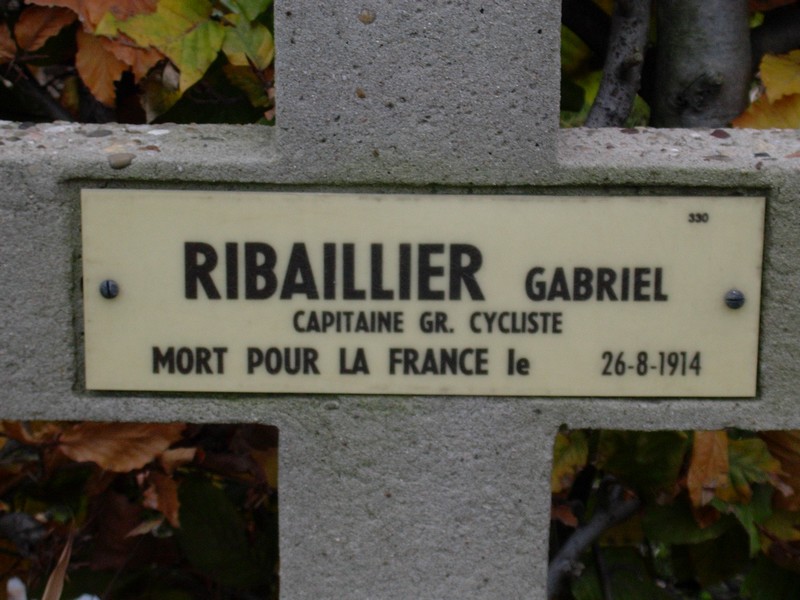 330
RIBAILLIER GABRIEL
CAPITAINE GR. CYCLISTE
MORT POUR LA FRANCE le 26-8-1914